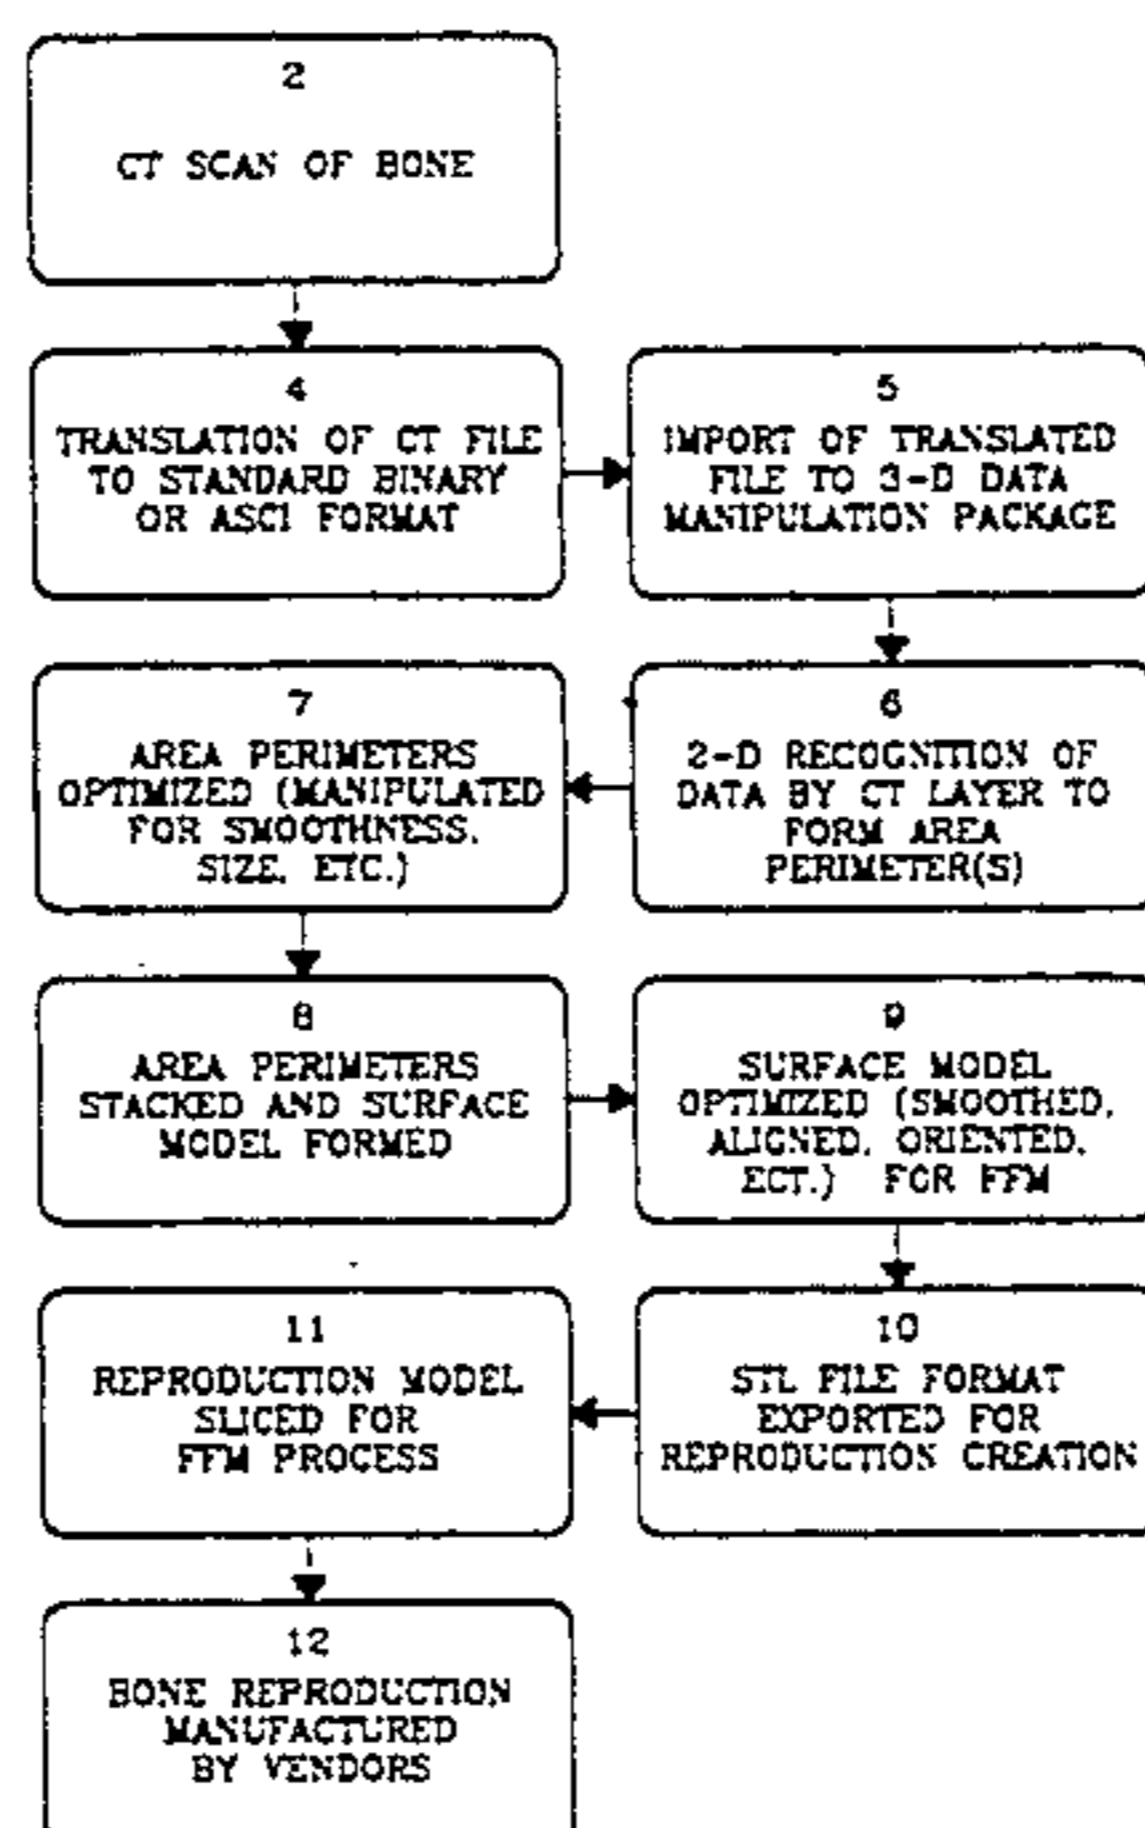 2
CT SCAN OF BONE
4
TRANSLATION OF CT FILE
TO STANDARD BINARY
OR ASCI FORMAT
5
IMPORT OF TRANSLATED
FILE TO 3-D DATA
MANIPULATION PACKAGE
6
2-D RECOGNITION OF
DATA BY CT LAYER TO
FORM AREA
PERIMETER(S)
7
AREA PERIMETERS
OPTIMIZED (MANIPULATED
FOR SMOOTHNESS,
SIZE, ETC.)
8
AREA PERIMETERS
STACKED AND SURFACE
MODEL FORMED
9
SURFACE MODEL
OPTIMIZED (SMOOTHED,
ALIGNED, ORIENTED,
ECT.) FOR FFM
10
STL FILE FORMAT
EXPORTED FOR
REPRODUCTION CREATION
11
REPRODUCTION MODEL
SLICED FOR
FFM PROCESS
12
BONE REPRODUCTION
MANUFACTURED
BY VENDORS